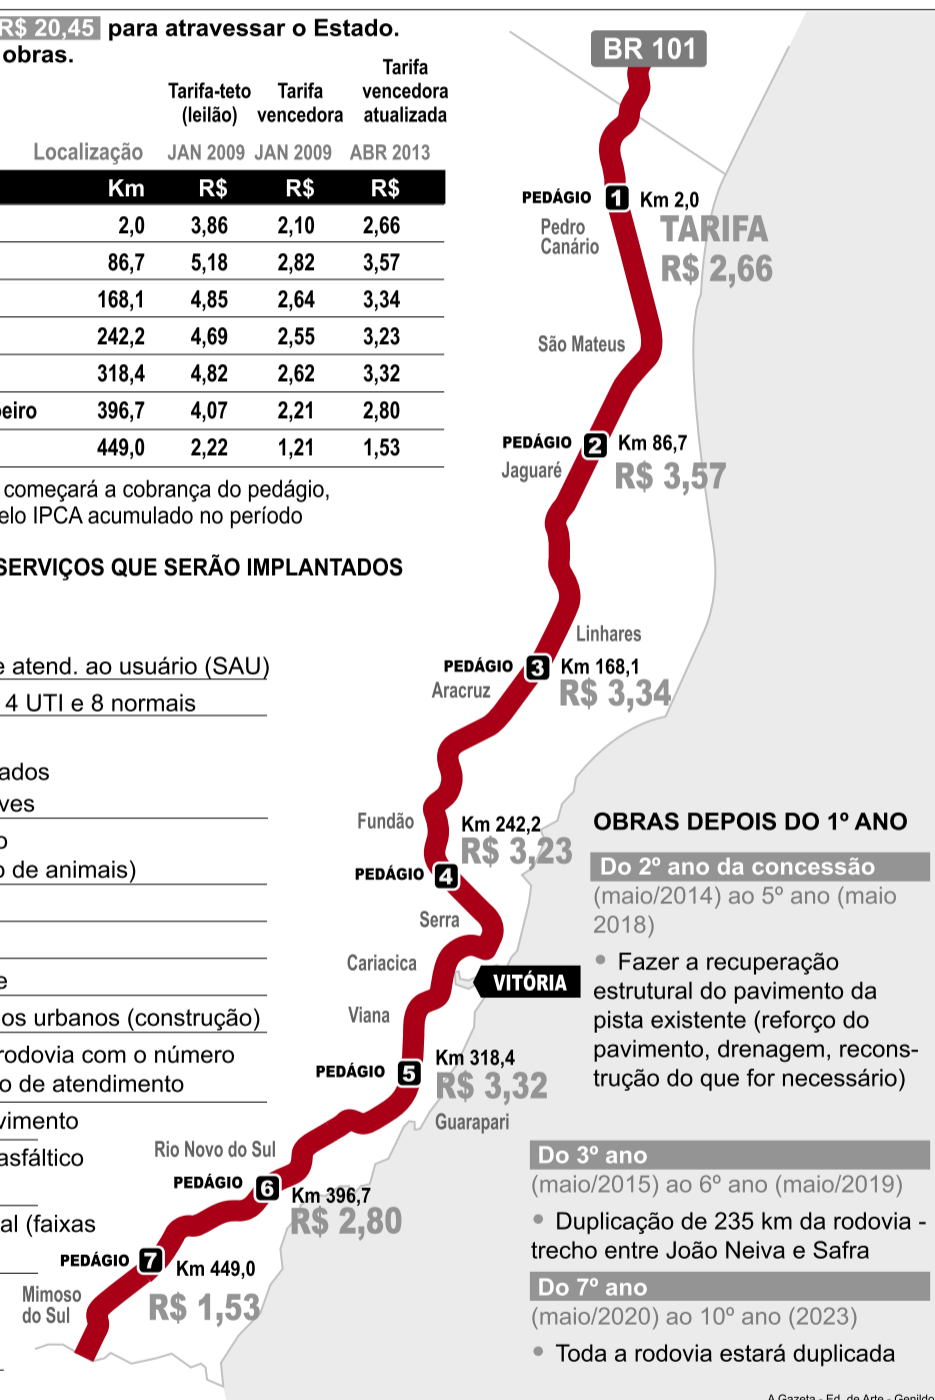 R$ 20,45 para atravessar o Estado.
obras.
Tarifa-teto
(leilão)
Tarifa
vencedora
Tarifa
vencedora
atualizada
Localização JAN 2009 JAN 2009 ABR 2013
Km R$ R$ R$
2,0 3,86 2,10 2,66
86,7 5,18 2,82 3,57
168,1 4,85 2,64 3,34
242,2 4,69 2,55 3,23
318,4 4,82 2,62 3,32
beiro 396,7 4,07 2,21 2,80
449,0 2,22 1,21 1,53
começará a cobrança do pedágio,
elo IPCA acumulado no período
SERVIÇOS QUE SERÃO IMPLANTADOS
e atend. ao usuário (SAU)
4 UTI e 8 normais
ados
ves
o
o de animais)
e
os urbanos (construção)
rodovia com o número
o de atendimento
vimento
asfáltico
al (faixas
BR 101
PEDÁGIO 1 Km 2,0
Pedro
Canário
TARIFA
R$ 2,66
São Mateus
PEDÁGIO 2 Km 86,7
Jaguaré
R$ 3,57
Linhares
PEDÁGIO 3 Km 168,1
Aracruz
R$ 3,34
Fundão
Km 242,2
R$ 3,23
PEDÁGIO 4
Serra
Cariacica
VITÓRIA
Viana
Km 318,4
PEDÁGIO 5
R$ 3,32
Guarapari
Rio Novo do Sul
PEDÁGIO 6 Km 396,7
R$ 2,80
PEDÁGIO 7 Km 449,0
Mimoso
do Sul
R$ 1,53
OBRAS DEPOIS DO 1º ANO
Do 2º ano da concessão
(maio/2014) ao 5º ano (maio
2018)
• Fazer a recuperação
estrutural do pavimento da
pista existente (reforço do
pavimento, drenagem, recons-
trução do que for necessário)
Do 3º ano
(maio/2015) ao 6º ano (maio/2019)
• Duplicação de 235 km da rodovia -
trecho entre João Neiva e Safra
Do 7º ano
(maio/2020) ao 10º ano (2023)
• Toda a rodovia estará duplicada
A Gazeta - Ed. de Arte - Genildo